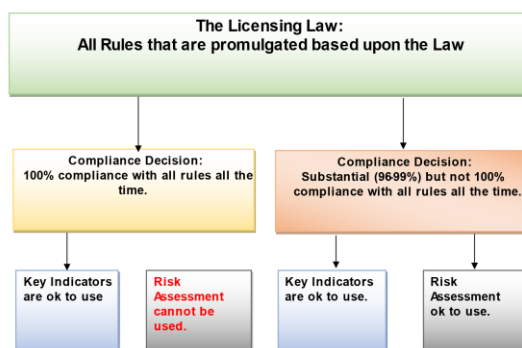 The Licensing Law:
All Rules that are promulgated based upon the Law
Compliance Decision:
100% compliance with all rules all the
time.
Compliance Decision:
Substantial (96-99%) but not 100%
compliance with all rules all the time.
Key Indicators
are ok to use
Risk
Assessment
cannot be
used.
Key Indicators
are ok to use.
Risk
Assessment
ok to use.